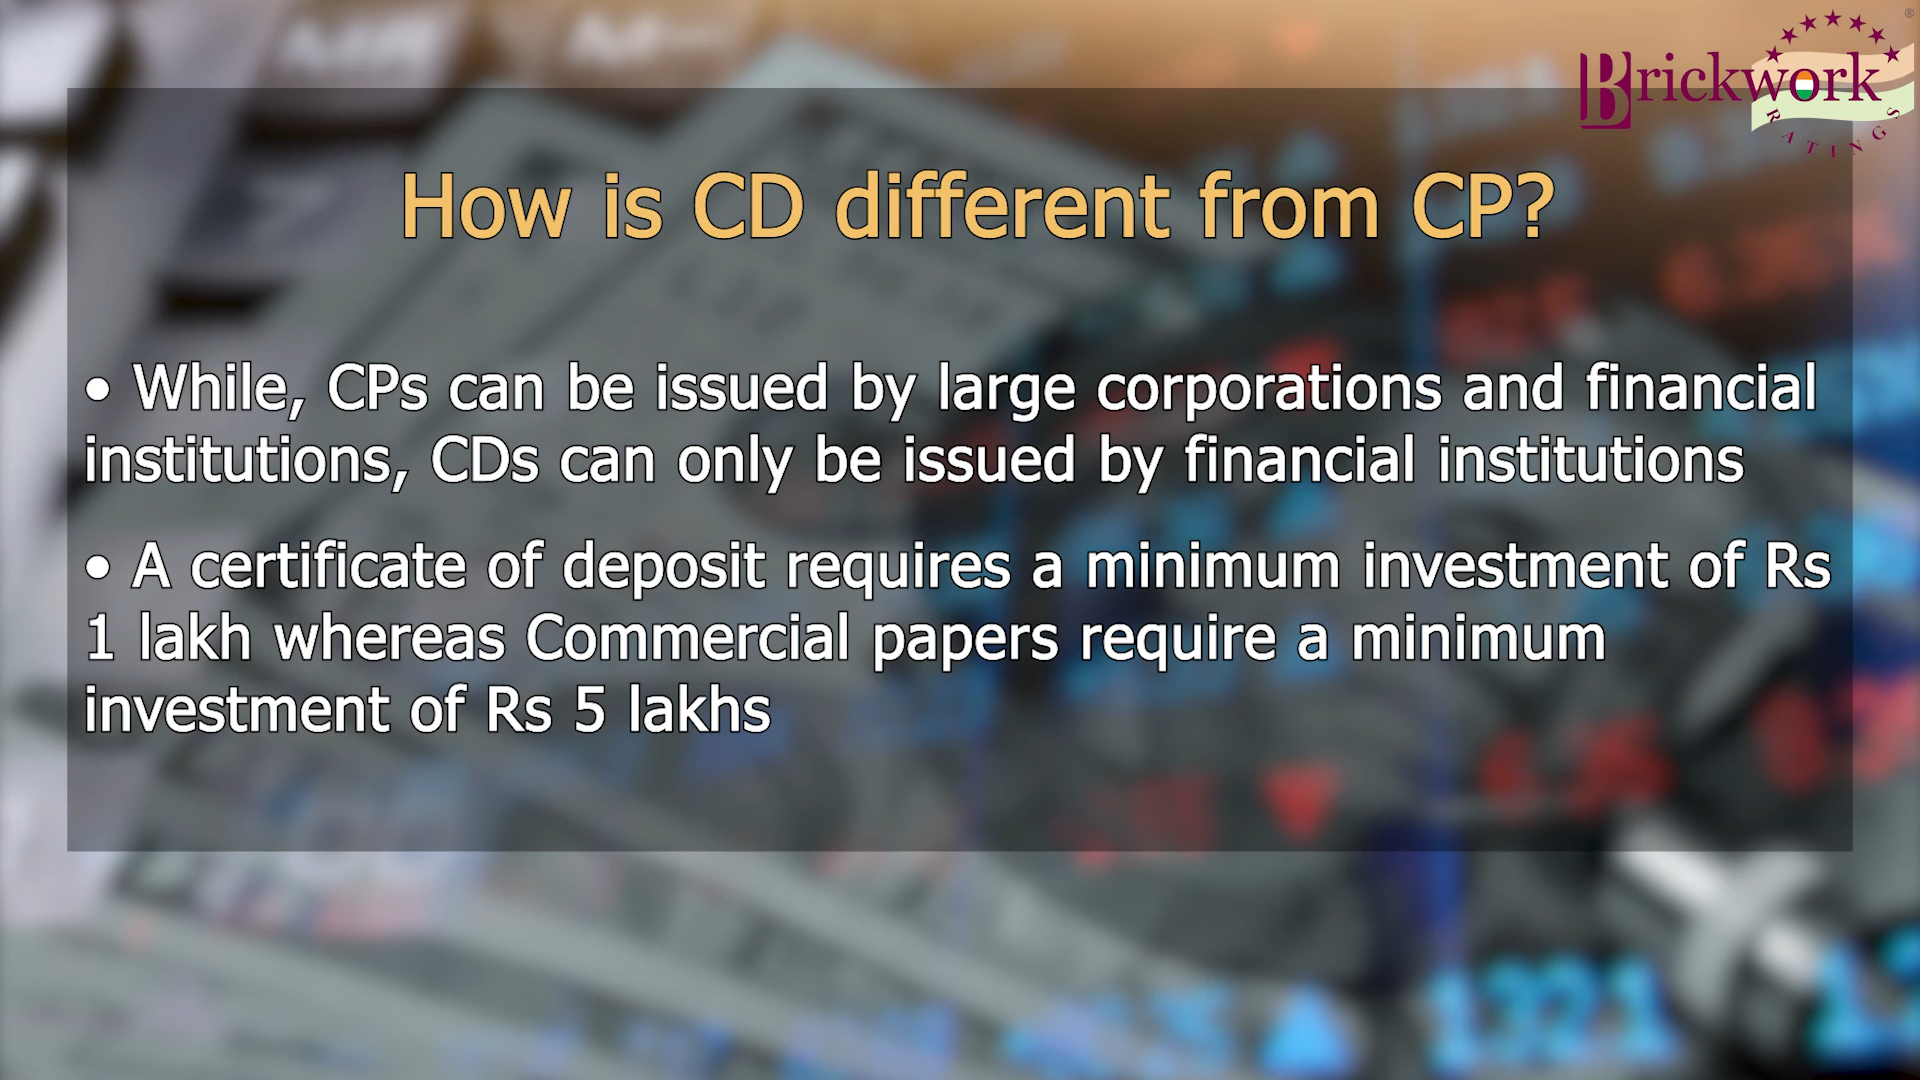 Brickwork
RATINGS
®
How is CD different from CP?
• While, CPs can be issued by large corporations and financial
institutions, CDs can only be issued by financial institutions
• A certificate of deposit requires a minimum investment of Rs
1 lakh whereas Commercial papers require a minimum
investment of Rs 5 lakhs
1321